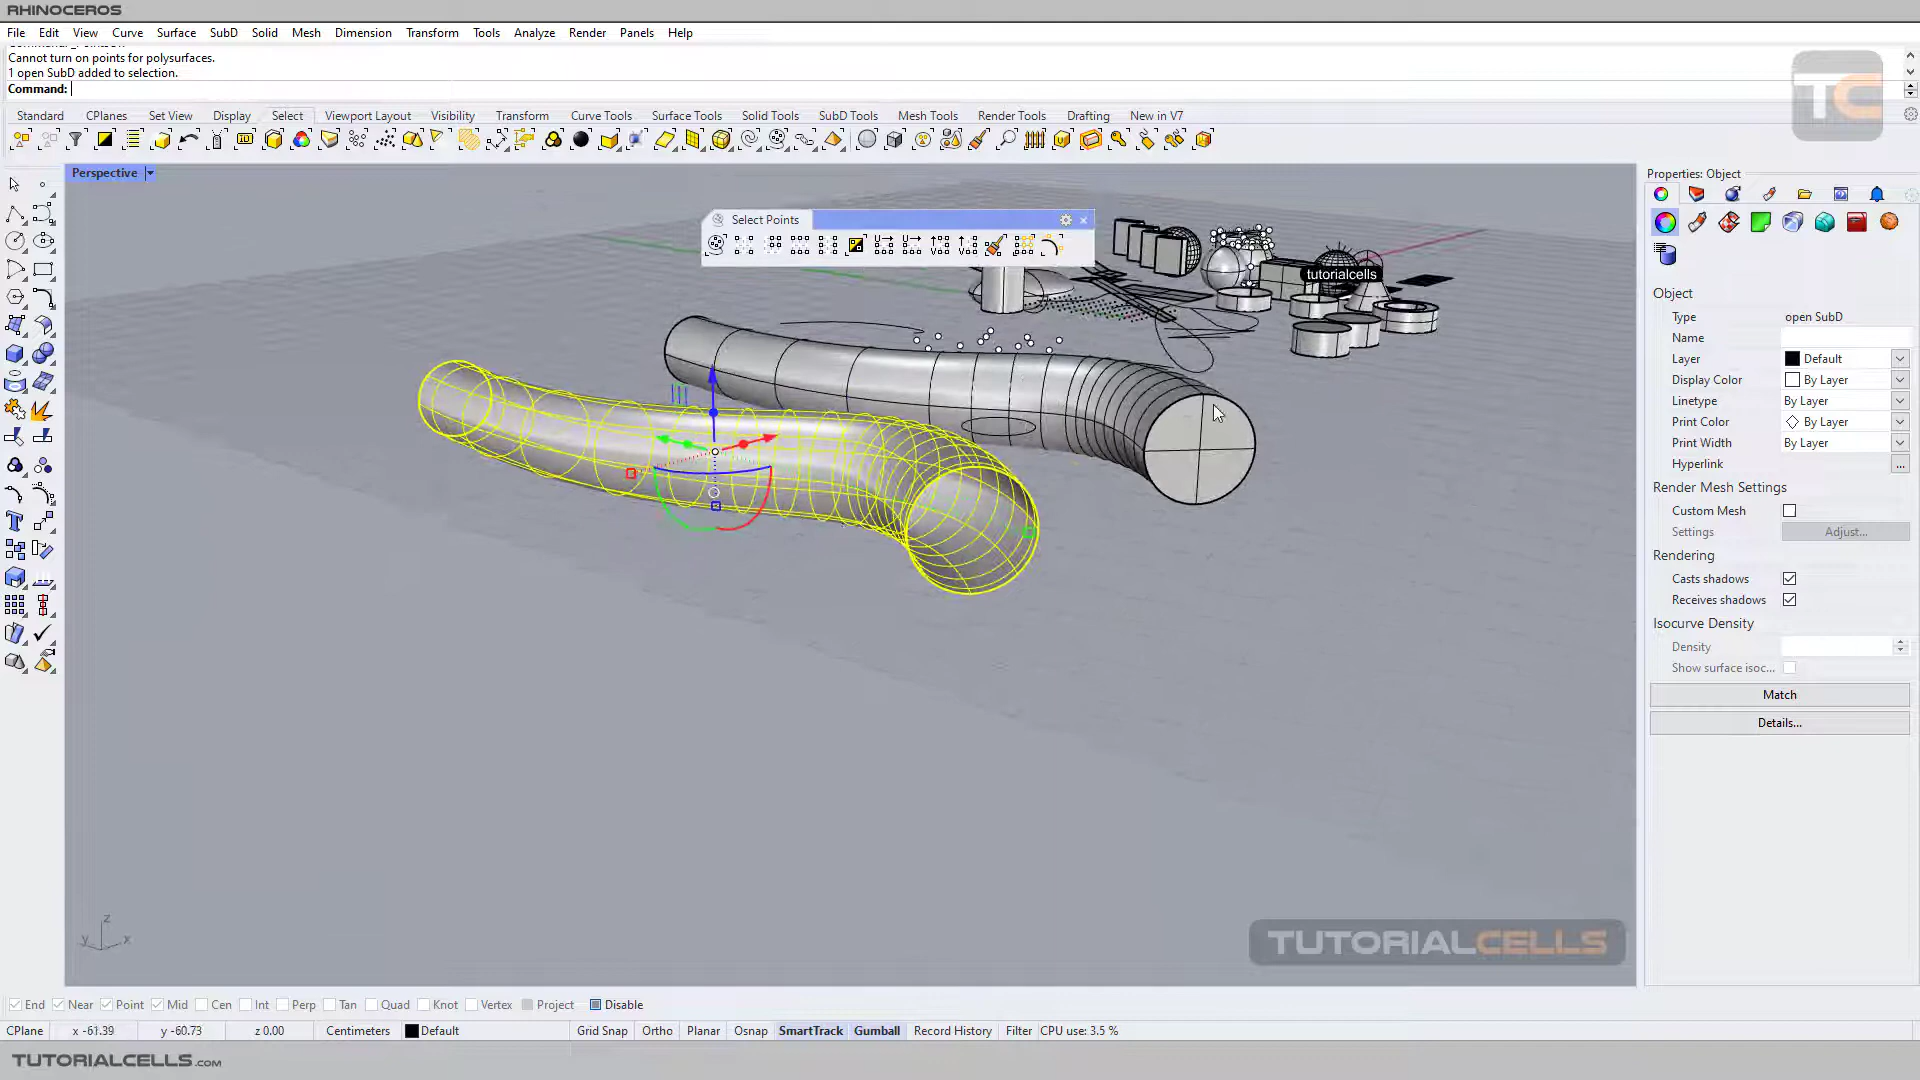 RHINOCEROS
File Edit View Curve Surface SubD Solid Mesh Dimension Transform Tools Analyze Render Panels Help
Cannot turn on points for polysurfaces.
1 open SubD added to selection.
Command:
TC
Standard CPlanes Set View Display Select Viewport Layout Visibility Transform Curve Tools Surface Tools Solid Tools SubD Tools Mesh Tools Render Tools Drafting New in V7
Perspective
Select Points
tutorialcells
Properties: Object
Object
Type open SubD
Name
Layer Default
Display Color By Layer
Linetype By Layer
Print Color By Layer
Print Width By Layer
Hyperlink ...
Render Mesh Settings
Custom Mesh
Settings Adjust...
Rendering
Casts shadows
Receives shadows
Isocurve Density
Density
Show surface isoc...
Match
Details...
z
y x
TUTORIALCELLS
End Near Point Mid Cen Int Perp Tan Quad Knot Vertex Project Disable
CPlane x -61.39 y -60.73 z 0.00 Centimeters Default Grid Snap Ortho Planar Osnap SmartTrack Gumball Record History Filter CPU use: 3.5 %
TUTORIALCELLS.COM